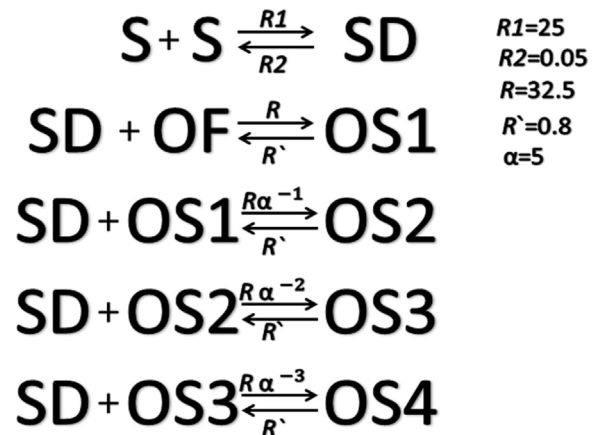 S + S R1 R2 SD
SD + OF R R` OS1
SD + OS1 Rα⁻¹ R` OS2
SD + OS2 Rα⁻² R` OS3
SD + OS3 Rα⁻³ R` OS4
R1=25
R2=0.05
R=32.5
R`=0.8
α=5